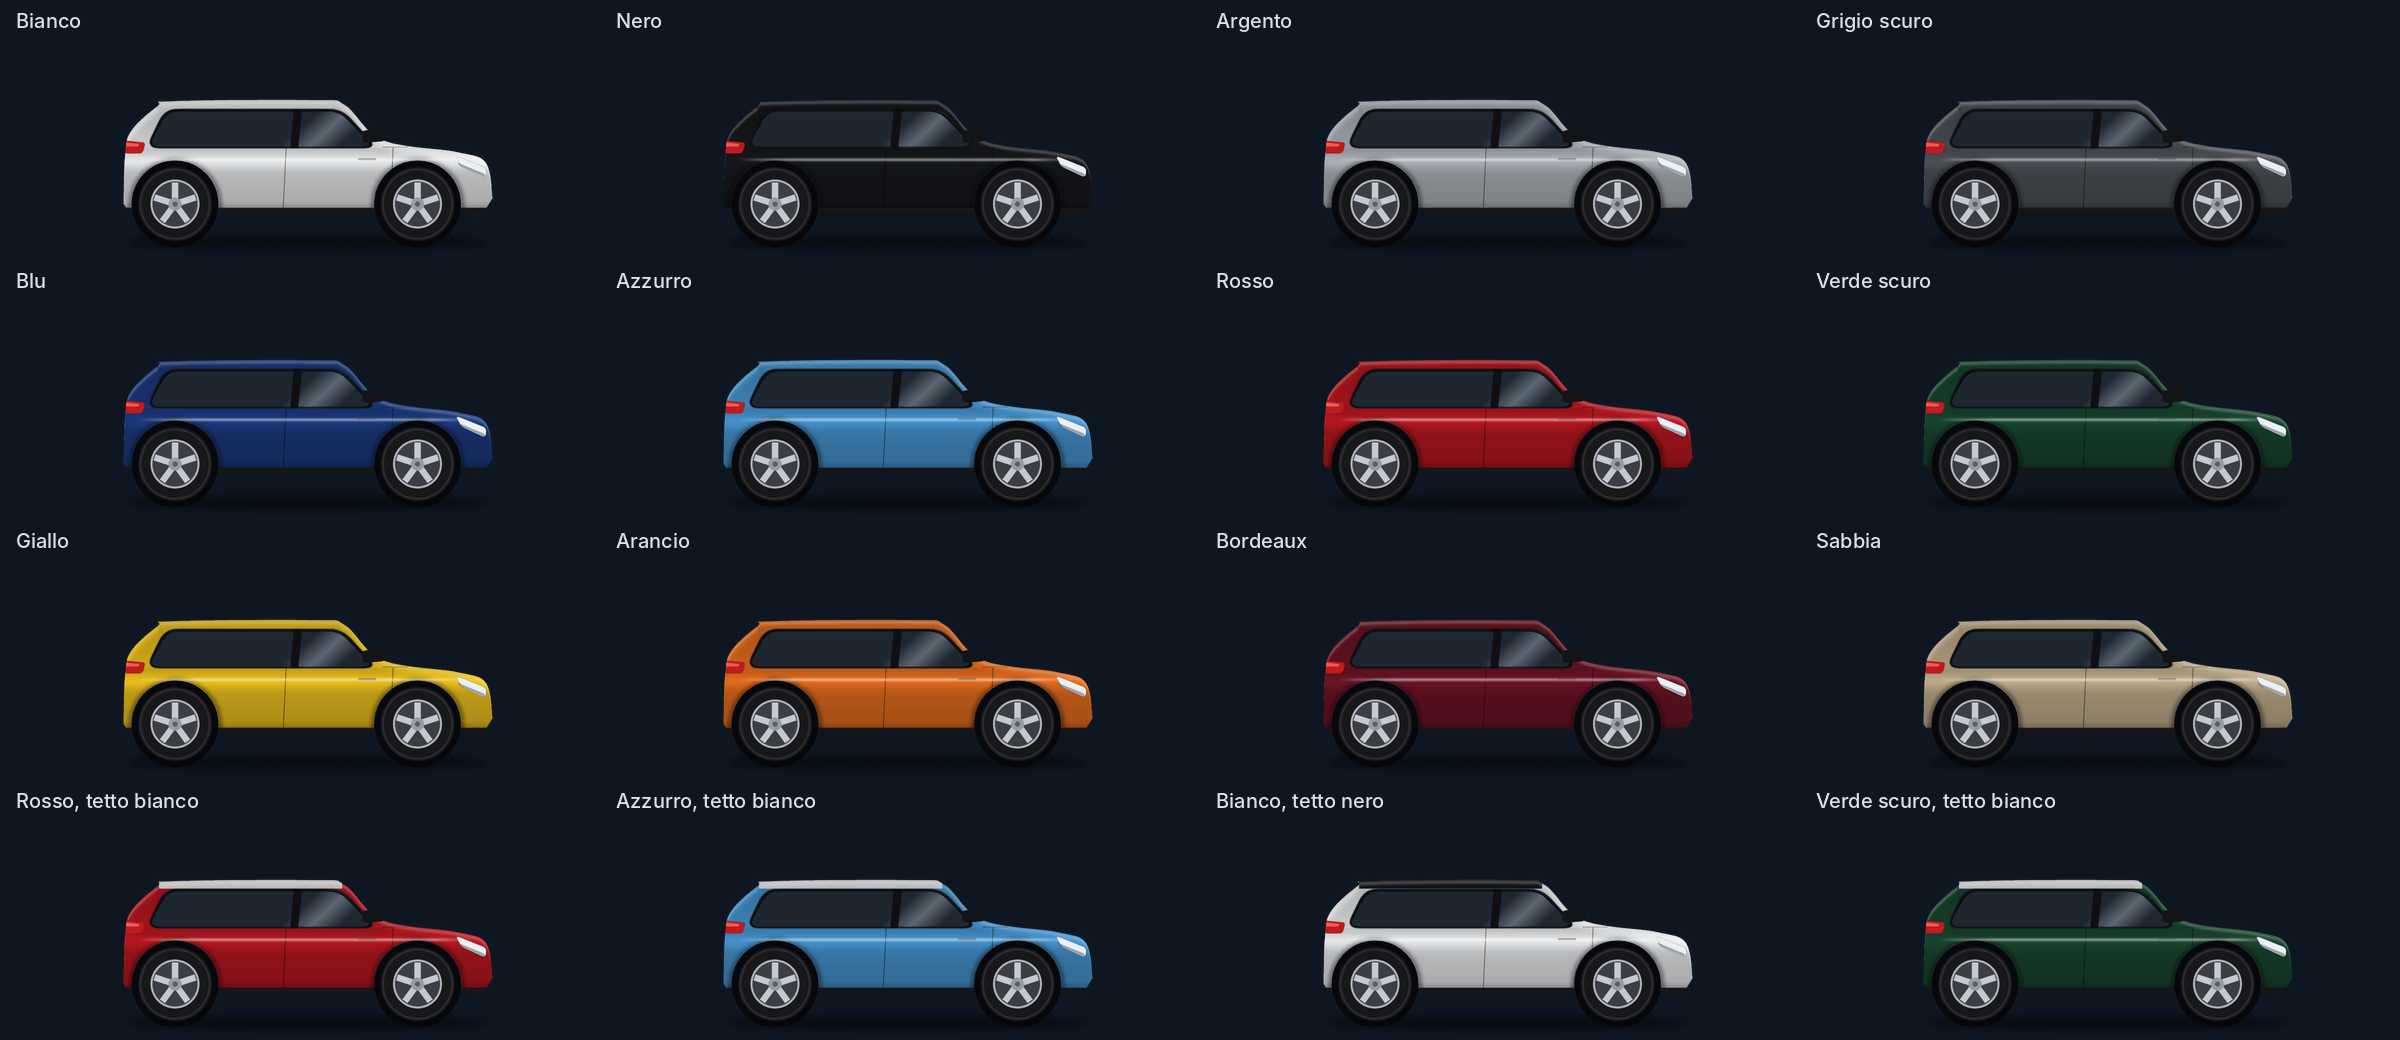 Bianco
Nero
Argento
Grigio scuro
Blu
Azzurro
Rosso
Verde scuro
Giallo
Arancio
Bordeaux
Sabbia
Rosso, tetto bianco
Azzurro, tetto bianco
Bianco, tetto nero
Verde scuro, tetto bianco